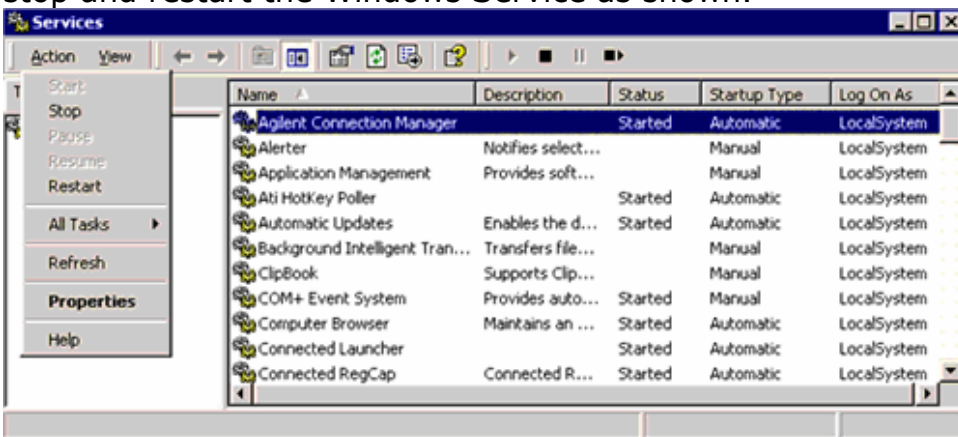 stop and restart the Windows Service as shown.
Services
Action View
Start
Stop
Pause
Resume
Restart
All Tasks
Refresh
Properties
Help
T
Name Description Status Startup Type Log On As
Agilent Connection Manager Started Automatic LocalSystem
Alerter Notifies select... Manual LocalSystem
Application Management Provides soft... Manual LocalSystem
Ati HotKey Poller Started Automatic LocalSystem
Automatic Updates Enables the d... Started Automatic LocalSystem
Background Intelligent Tran... Transfers file... Manual LocalSystem
ClipBook Supports Clip... Manual LocalSystem
COM+ Event System Provides auto... Started Manual LocalSystem
Computer Browser Maintains an ... Started Automatic LocalSystem
Connected Launcher Started Automatic LocalSystem
Connected RegCap Connected R... Started Automatic LocalSystem